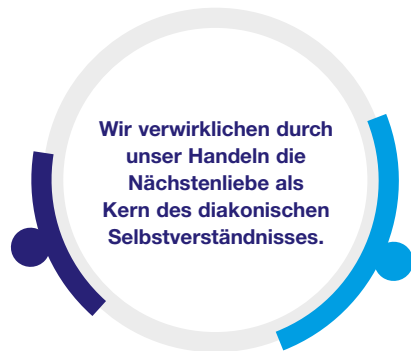 Wir verwirklichen durch
unser Handeln die
Nächstenliebe als
Kern des diakonischen
Selbstverständnisses.